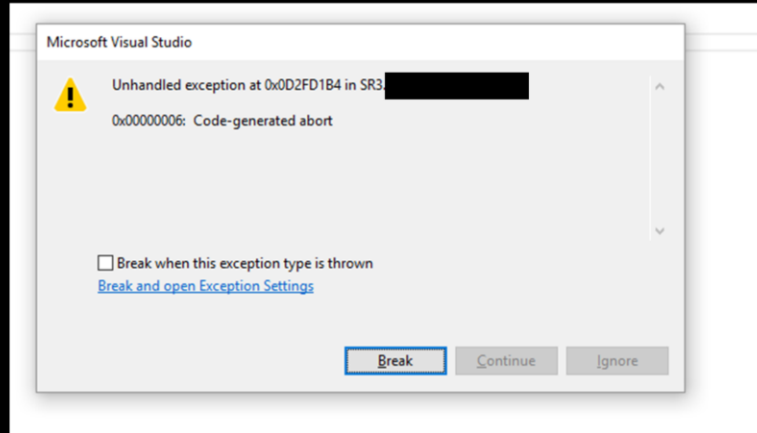 Microsoft Visual Studio
Unhandled exception at 0x0D2FD1B4 in SR3.
0x00000006: Code-generated abort
Break when this exception type is thrown
Break and open Exception Settings
Break Continue Ignore